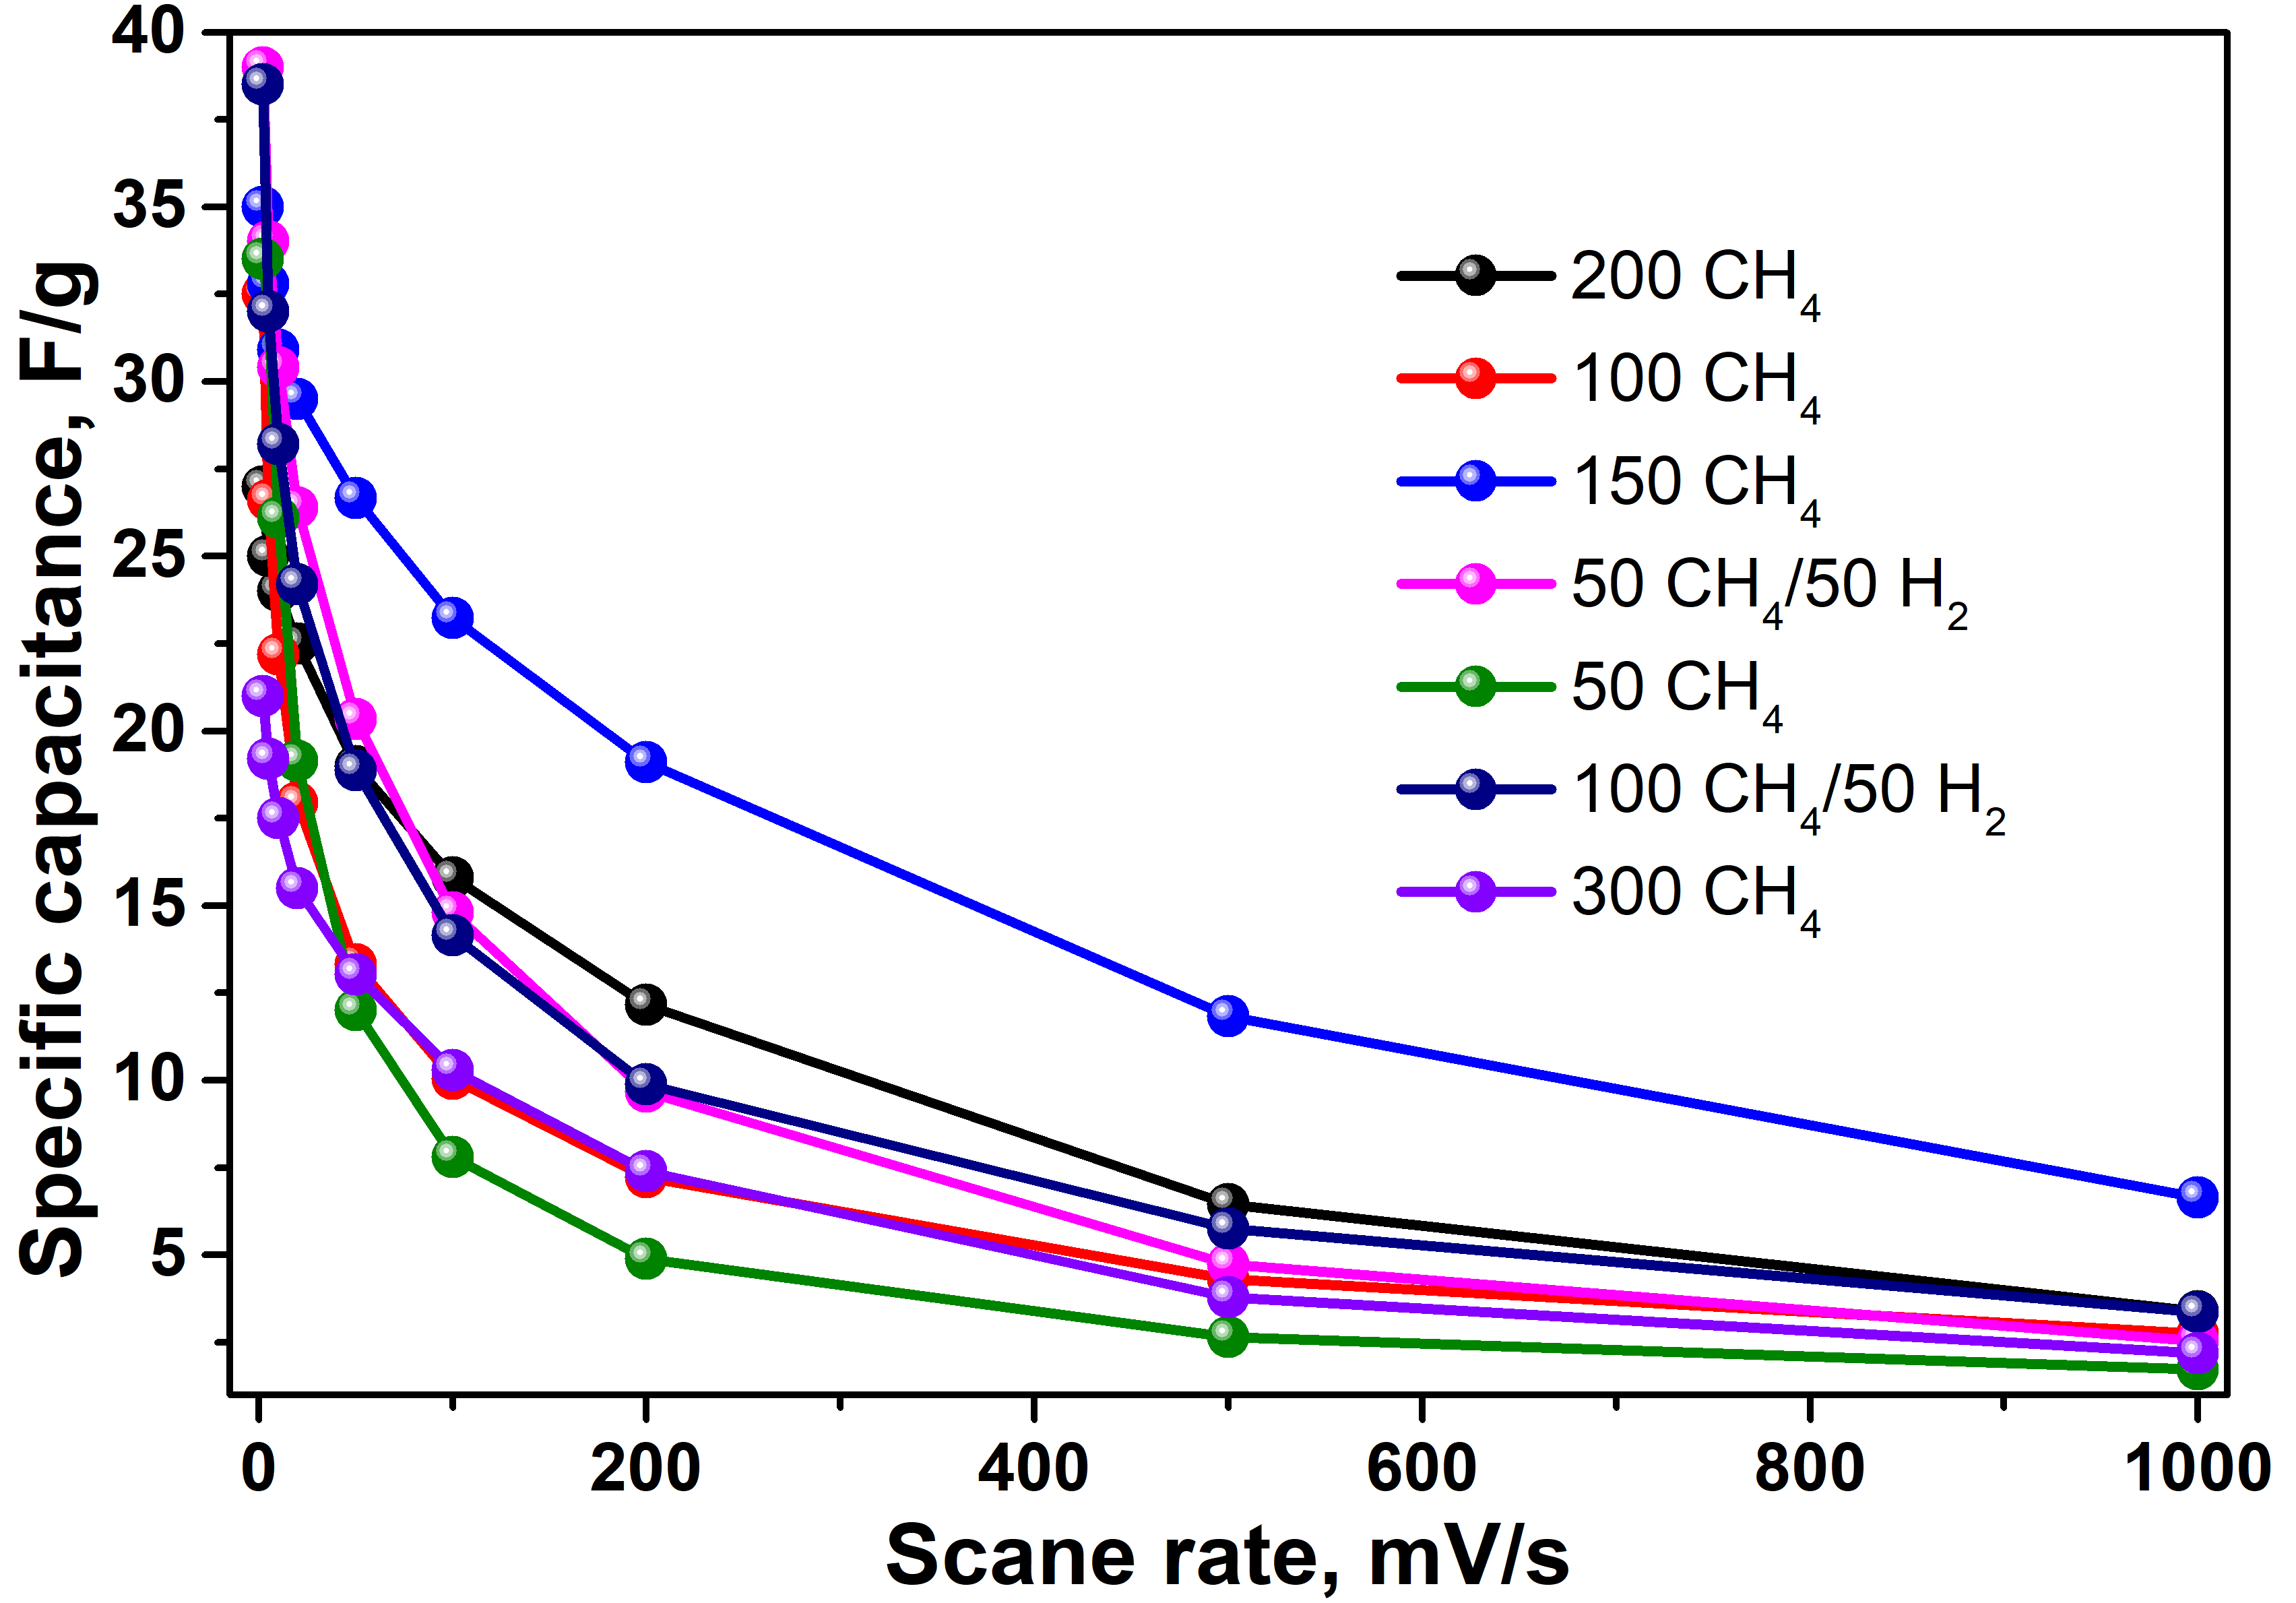 Specific capacitance, F/g
40
35
30
25
20
15
10
5
200 CH₄
100 CH₄
150 CH₄
50 CH₄/50 H₂
50 CH₄
100 CH₄/50 H₂
300 CH₄
0 200 400 600 800 1000
Scane rate, mV/s